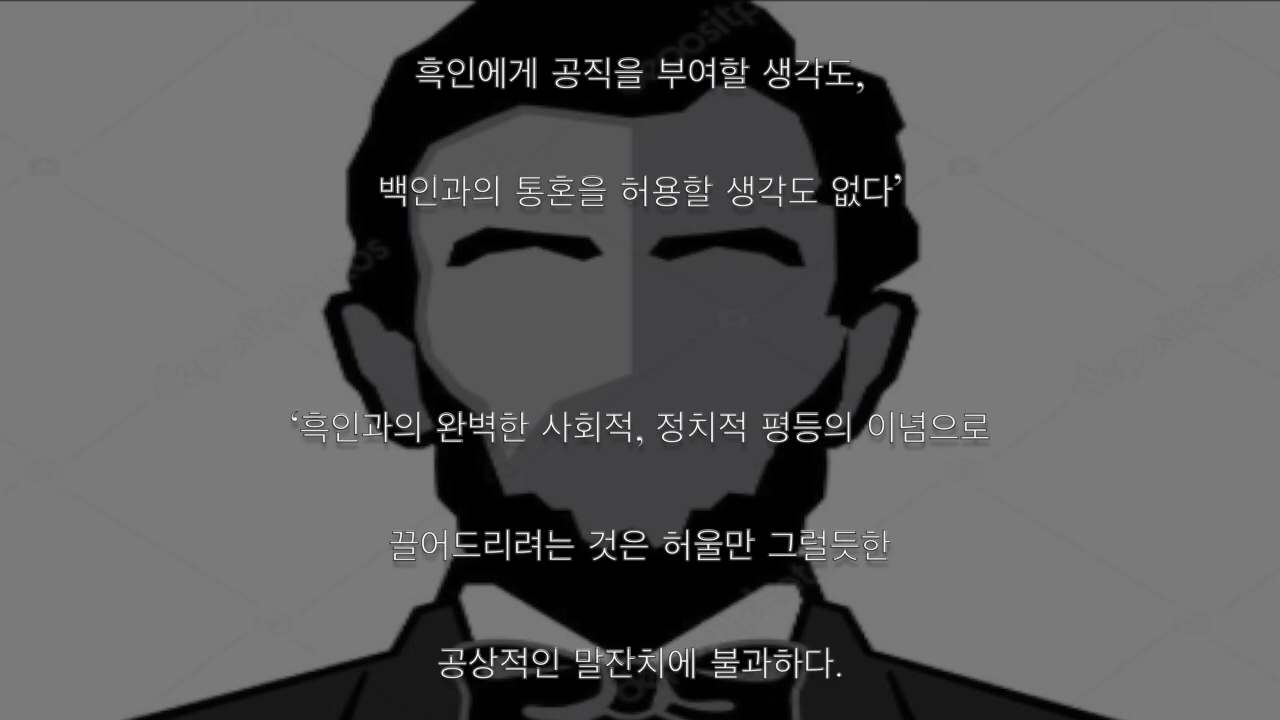 흑인에게 공직을 부여할 생각도,
백인과의 통혼을 허용할 생각도 없다’
‘흑인과의 완벽한 사회적, 정치적 평등의 이념으로
끌어드리려는 것은 허울만 그럴듯한
공상적인 말잔치에 불과하다.